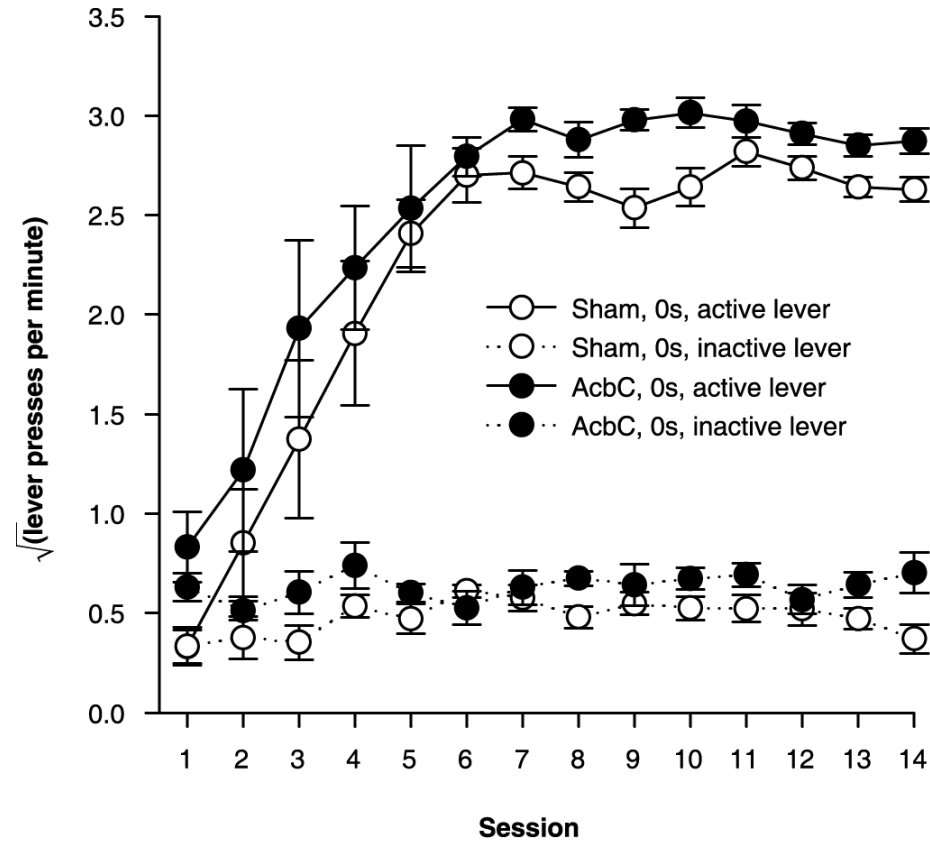 3.5
3.0
2.5
2.0
1.5
1.0
0.5
0.0
√(lever presses per minute)
Sham, 0s, active lever
Sham, 0s, inactive lever
AcbC, 0s, active lever
AcbC, 0s, inactive lever
1 2 3 4 5 6 7 8 9 10 11 12 13 14
Session